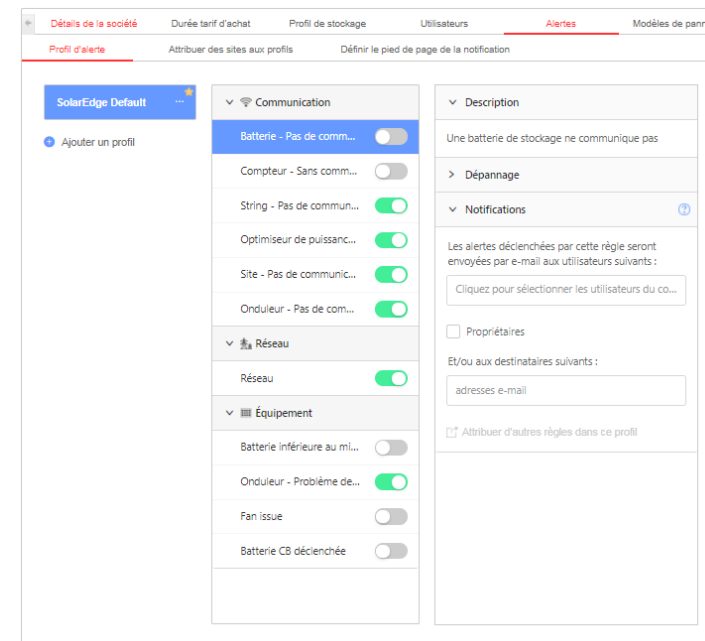 Détails de la société Durée tarif d'achat Profil de stockage Utilisateurs Alertes Modèles de pann
Profil d'alerte Attribuer des sites aux profils Définir le pied de page de la notification
SolarEdge Default ...
Ajouter un profil
Communication
Batterie - Pas de comm...
Compteur - Sans comm...
String - Pas de commun...
Optimiseur de puissanc...
Site - Pas de communic...
Onduleur - Pas de com...
Réseau
Réseau
Équipement
Batterie inférieure au mi...
Onduleur - Problème de...
Fan issue
Batterie CB déclenchée
Description
Une batterie de stockage ne communique pas
Dépannage
Notifications ?
Les alertes déclenchées par cette règle seront
envoyées par e-mail aux utilisateurs suivants :
Cliquez pour sélectionner les utilisateurs du co...
Propriétaires
Et/ou aux destinataires suivants :
adresses e-mail
Attribuer d'autres règles dans ce profil